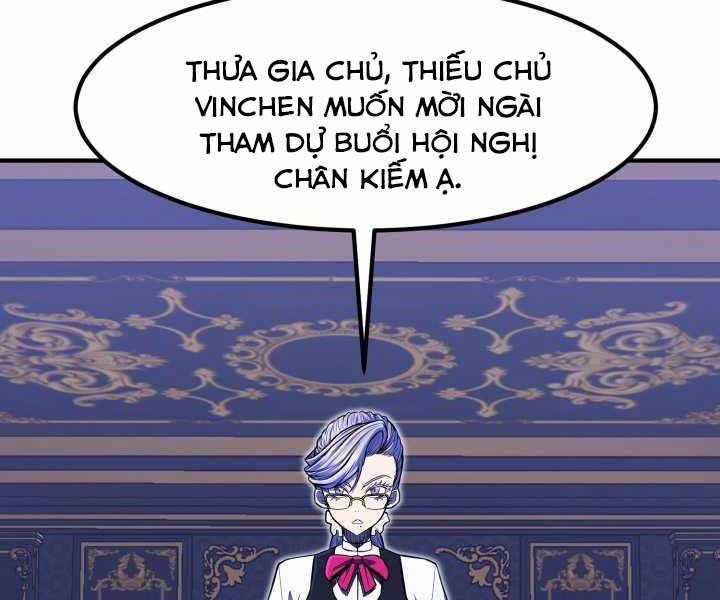 THƯA GIA CHỦ, THIẾU CHỦ
VINCHEN MUỐN MỜI NGÀI
THAM DỰ BUỔI HỘI NGHỊ
CHÂN KIẾM Ạ.